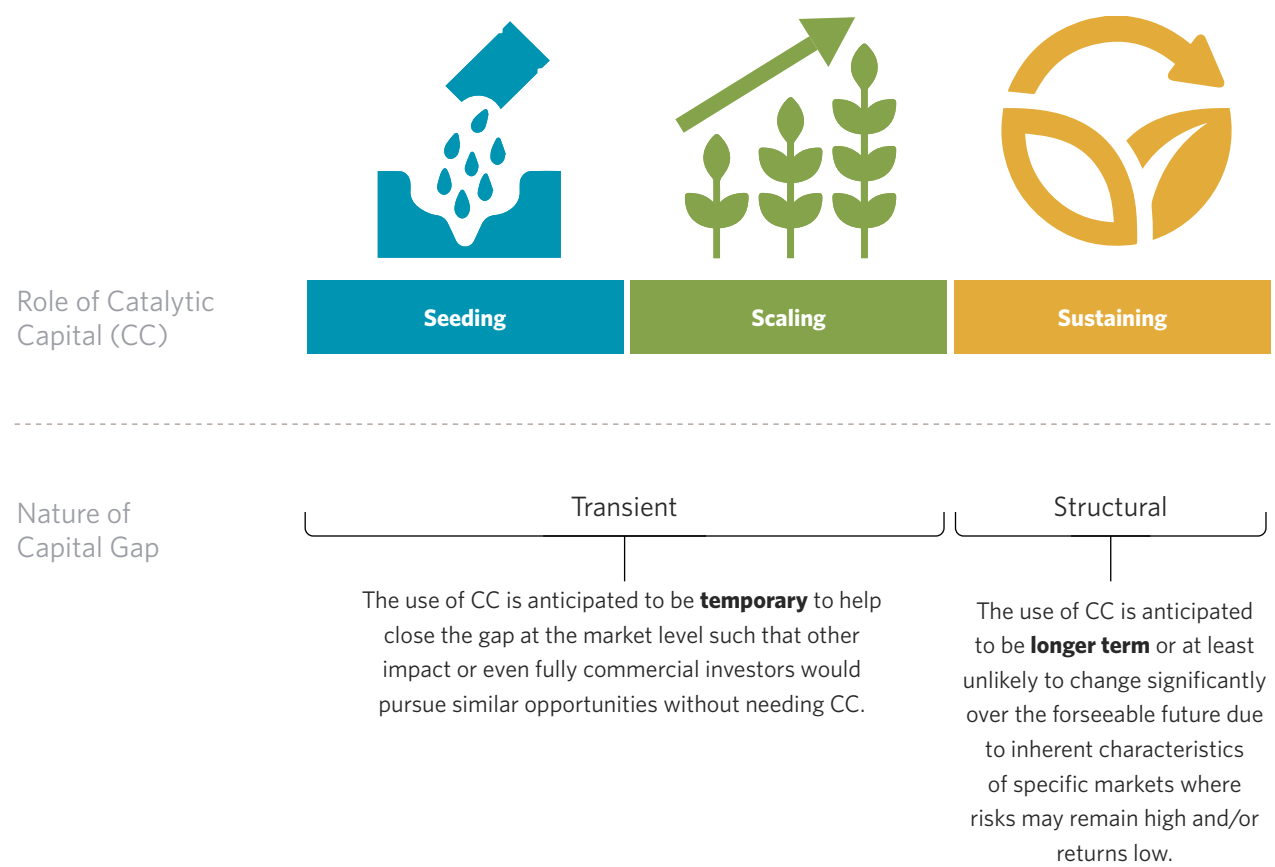 Role of Catalytic
Capital (CC)
Seeding
Scaling
Sustaining
Nature of
Capital Gap
Transient
The use of CC is anticipated to be temporary to help
close the gap at the market level such that other
impact or even fully commercial investors would
pursue similar opportunities without needing CC.
Structural
The use of CC is anticipated
to be longer term or at least
unlikely to change significantly
over the forseeable future due
to inherent characteristics
of specific markets where
risks may remain high and/or
returns low.